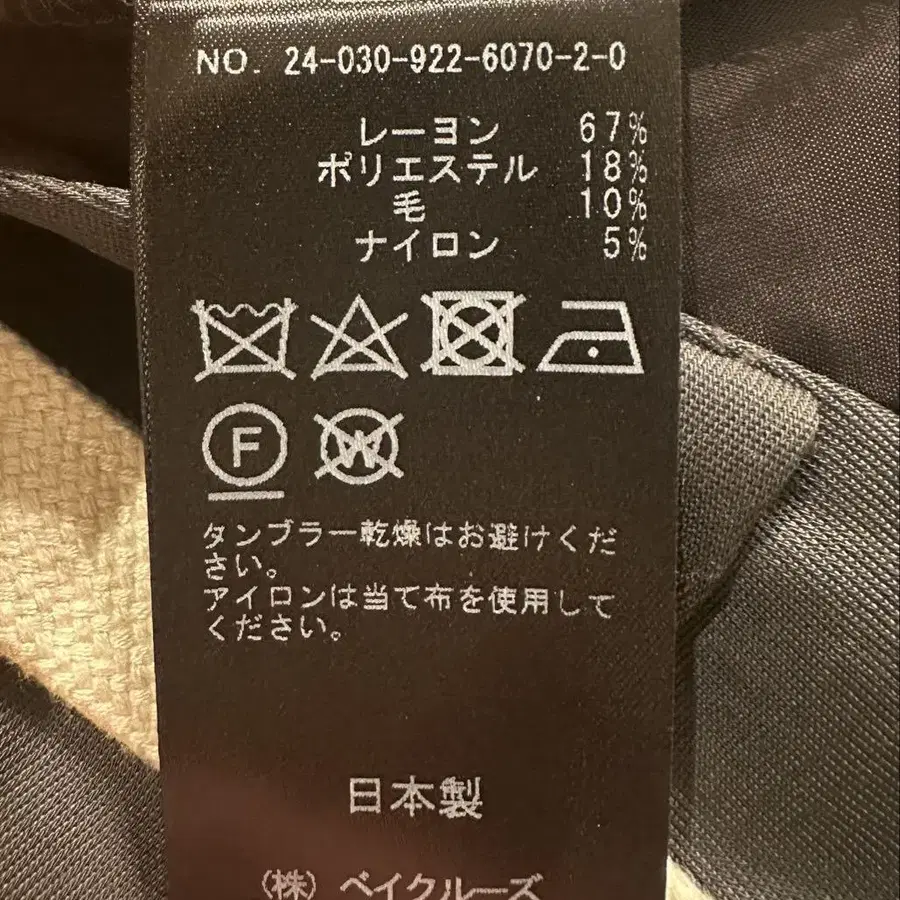 NO. 24-030-922-6070-2-0
レーヨン 67%
ポリエステル 18%
毛 10%
ナイロン 5%
F
W
タンブラー乾燥はお避けくだ
さい。
アイロンは当て布を使用して
ください。
日本製
(株) ベイクルーズ